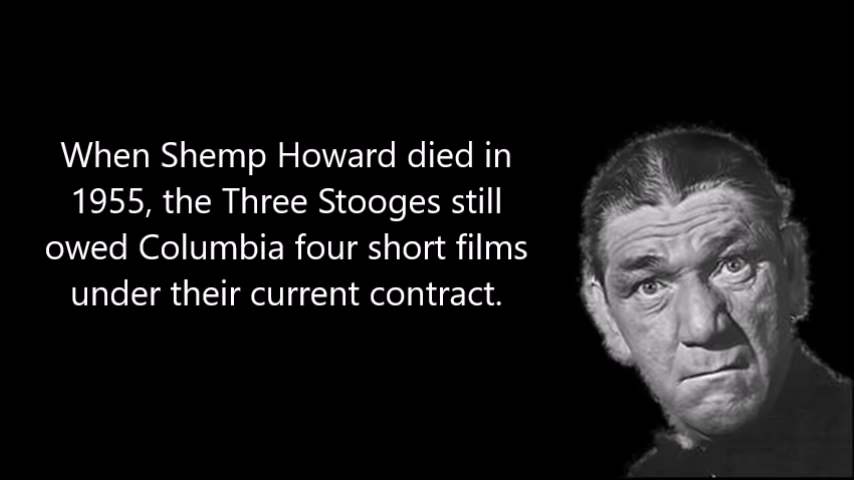 When Shemp Howard died in
1955, the Three Stooges still
owed Columbia four short films
under their current contract.